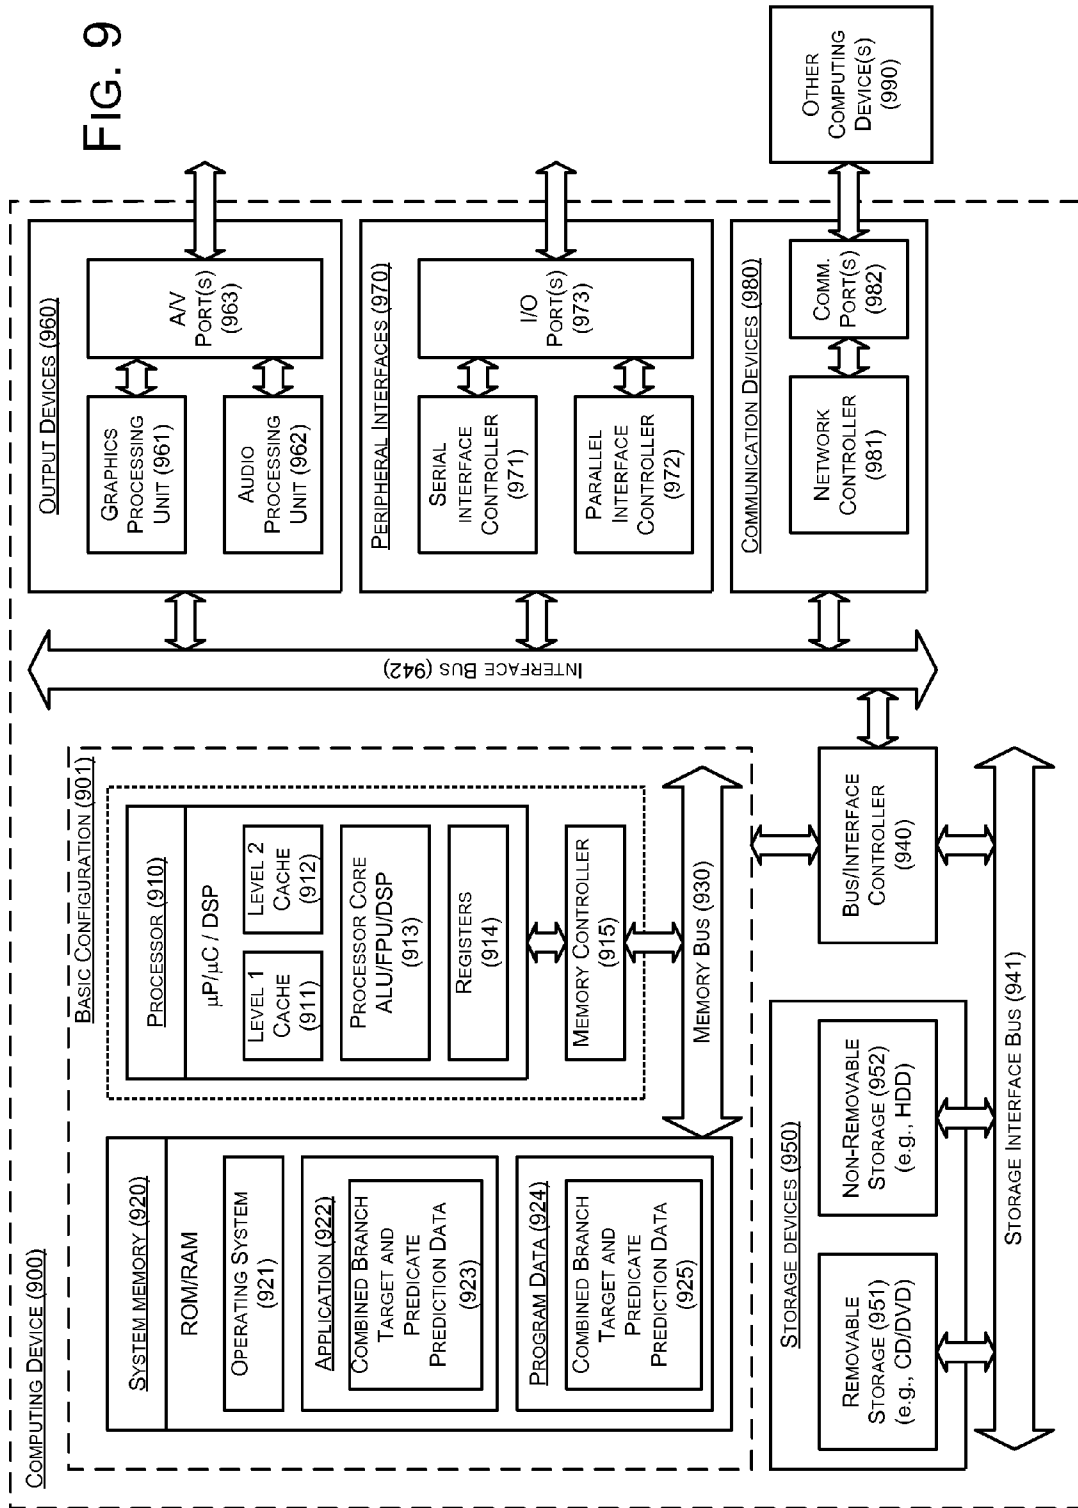 FIG. 9
COMPUTING DEVICE (900)
BASIC CONFIGURATION (901)
SYSTEM MEMORY (920)
ROM/RAM
OPERATING SYSTEM
(921)
APPLICATION (922)
COMBINED BRANCH
TARGET AND
PREDICATE
PREDICTION DATA
(923)
PROGRAM DATA (924)
COMBINED BRANCH
TARGET AND
PREDICATE
PREDICTION DATA
(925)
PROCESSOR (910)
µP/µC / DSP
LEVEL 1
CACHE
(911)
LEVEL 2
CACHE
(912)
PROCESSOR CORE
ALU/FPU/DSP
(913)
REGISTERS
(914)
MEMORY CONTROLLER
(915)
MEMORY BUS (930)
BUS/INTERFACE
CONTROLLER
(940)
STORAGE DEVICES (950)
REMOVABLE
STORAGE (951)
(e.g., CD/DVD)
NON-REMOVABLE
STORAGE (952)
(e.g., HDD)
STORAGE INTERFACE BUS (941)
INTERFACE BUS (942)
OUTPUT DEVICES (960)
GRAPHICS
PROCESSING
UNIT (961)
AUDIO
PROCESSING
UNIT (962)
A/V
PORT(S)
(963)
PERIPHERAL INTERFACES (970)
SERIAL
INTERFACE
CONTROLLER
(971)
PARALLEL
INTERFACE
CONTROLLER
(972)
I/O
PORT(S)
(973)
COMMUNICATION DEVICES (980)
NETWORK
CONTROLLER
(981)
COMM.
PORT(S)
(982)
OTHER
COMPUTING
DEVICE(S)
(990)